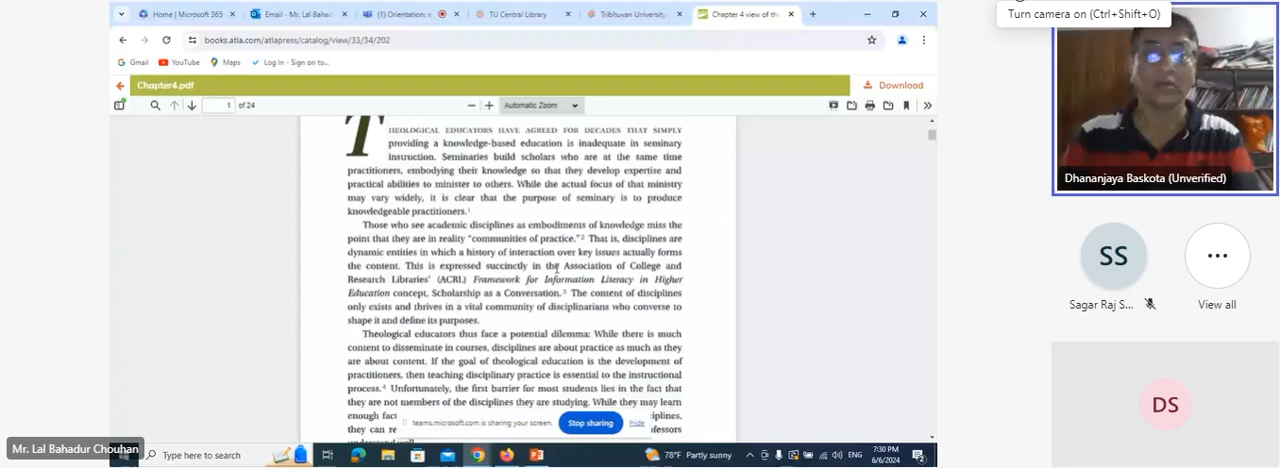 Home | Microsoft 365
Email - Mr. Lal Bahad
(1) Orientation: e
TU Central Library
Tribhuwan University
Chapter 4 view of the
Turn camera on (Ctrl+Shift+O)
books.atla.com/atlapress/catalog/view/33/34/202
Gmail
YouTube
Maps
Log In - Sign on to...
Chapter4.pdf
Download
1 of 24
Automatic Zoom
THEOLOGICAL EDUCATORS HAVE AGREED FOR DECADES THAT SIMPLY
providing a knowledge-based education is inadequate in seminary
instruction. Seminaries build scholars who are at the same time
practitioners, embodying their knowledge so that they develop expertise and
practical abilities to minister to others. While the actual focus of that ministry
may vary widely, it is clear that the purpose of seminary is to produce
knowledgeable practitioners.1
Those who see academic disciplines as embodiments of knowledge miss the
point that they are in reality "communities of practice."2 That is, disciplines are
dynamic entities in which a history of interaction over key issues actually forms
the content. This is expressed succinctly in the Association of College and
Research Libraries' (ACRL) Framework for Information Literacy in Higher
Education concept, Scholarship as a Conversation.3 The content of disciplines
only exists and thrives in a vital community of disciplinarians who converse to
shape it and define its purposes.
Theological educators thus face a potential dilemma: While there is much
content to disseminate in courses, disciplines are about practice as much as they
are about content. If the goal of theological education is the development of
practitioners, then teaching disciplinary practice is essential to the instructional
process.4 Unfortunately, the first barrier for most students lies in the fact that
they are not members of the disciplines they are studying. While they may learn
enough fact
ciplines,
they can re
ofessors
teams.microsoft.com is sharing your screen.
Stop sharing
Hide
Dhananjaya Baskota (Unverified)
SS
Sagar Raj S...
View all
DS
Mr. Lal Bahadur Chouhan
Type here to search
78°F Partly sunny
ENG
7:30 PM
6/6/2024
2